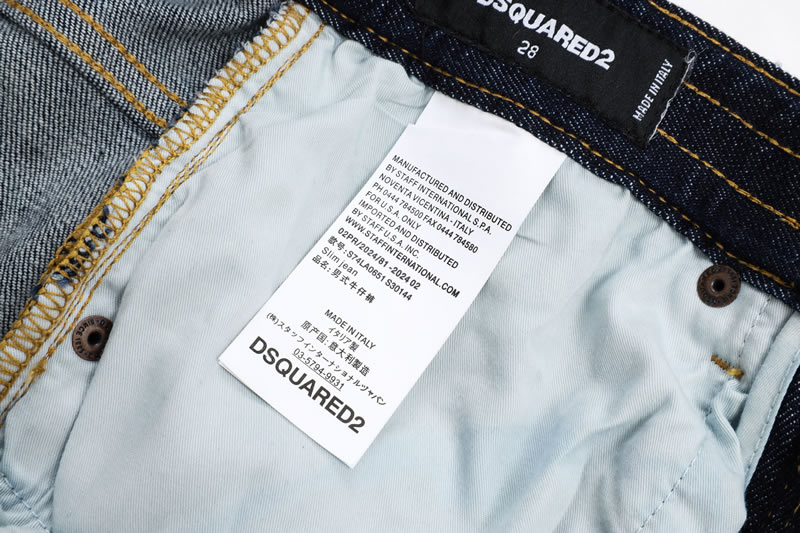 DSQUARED2
28
MADE IN ITALY
MANUFACTURED AND DISTRIBUTED
BY STAFF INTERNATIONAL S.P.A.
NOVENTA VICENTINA - ITALY
PH 0444 784500 FAX 0444 784580
FOR U.S.A. ONLY
IMPORTED AND DISTRIBUTED
BY STAFF U.S.A. INC.
WWW.STAFFINTERNATIONAL.COM
02PR/2024/81 -2024 02
款号: S74LA0651 S30144
Slim jean
品名: 男式牛仔裤
MADE IN ITALY
イタリア製
原产国: 意大利製造
(株)スタッフインターナショナルジャパン
03-5794-9931
DSQUARED2